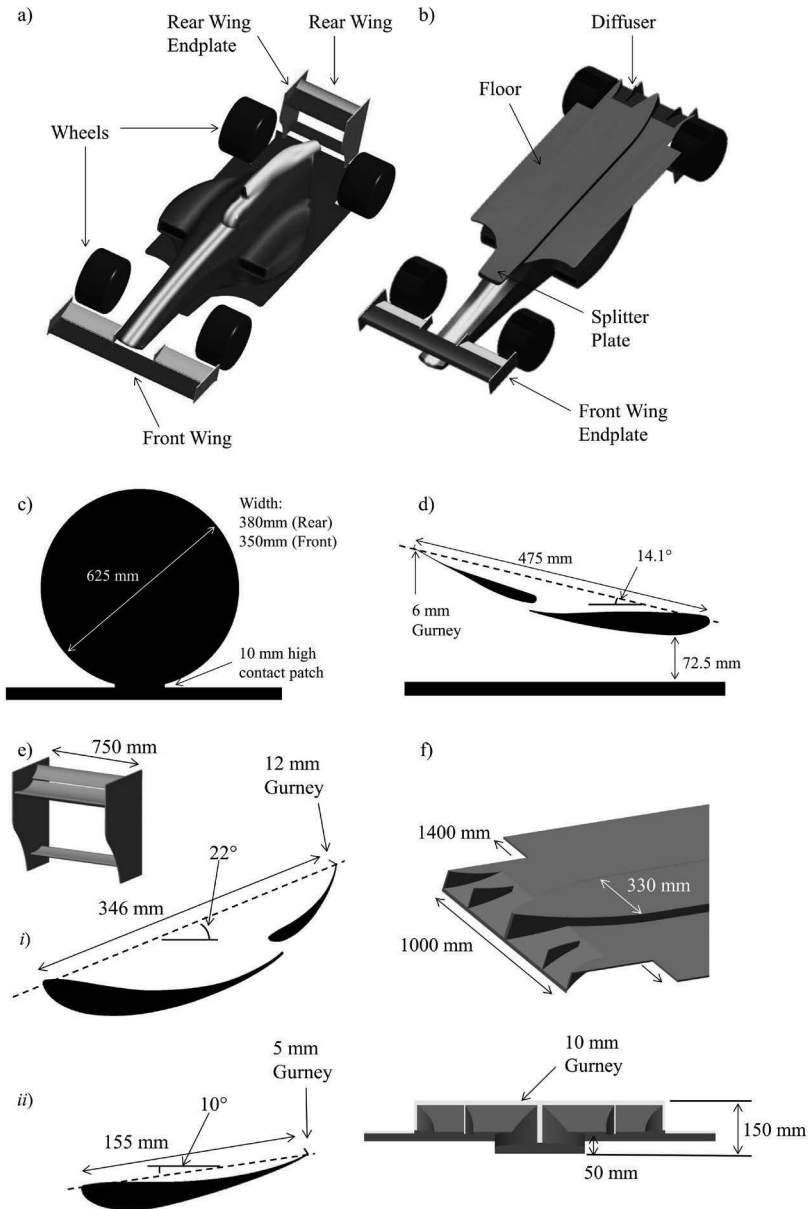 a)
Rear Wing
Endplate
Rear Wing
Wheels
Front Wing
b)
Diffuser
Floor
Splitter
Plate
Front Wing
Endplate
c)
Width:
380mm (Rear)
350mm (Front)
625 mm
10 mm high
contact patch
d)
475 mm
14.1°
6 mm
Gurney
72.5 mm
e)
750 mm
12 mm
Gurney
22°
346 mm
i)
5 mm
Gurney
ii)
10°
155 mm
f)
1400 mm
330 mm
1000 mm
10 mm
Gurney
150 mm
50 mm